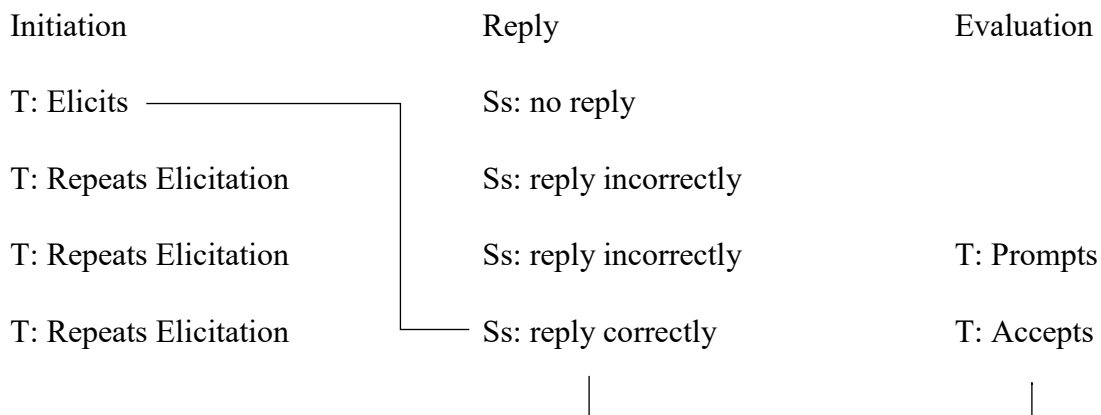 Initiation Reply Evaluation
T: Elicits Ss: no reply
T: Repeats Elicitation Ss: reply incorrectly
T: Repeats Elicitation Ss: reply incorrectly T: Prompts
T: Repeats Elicitation Ss: reply correctly T: Accepts